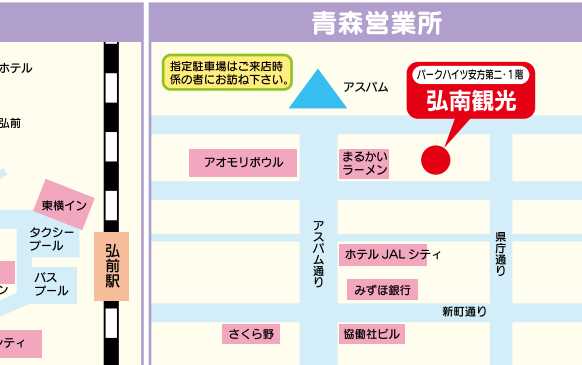 青森営業所
指定駐車場はご来店時
係の者にお訪ね下さい。
アスパム
パークハイツ安方第二・1階
弘南観光
アオモリボウル
まるかい
ラーメン
アスパム通り
県庁通り
ホテル JAL シティ
みずほ銀行
新町通り
さくら野
協働社ビル
ホテル
弘前
東横イン
タクシー
プール
弘前駅
バス
プール
ン
シティ